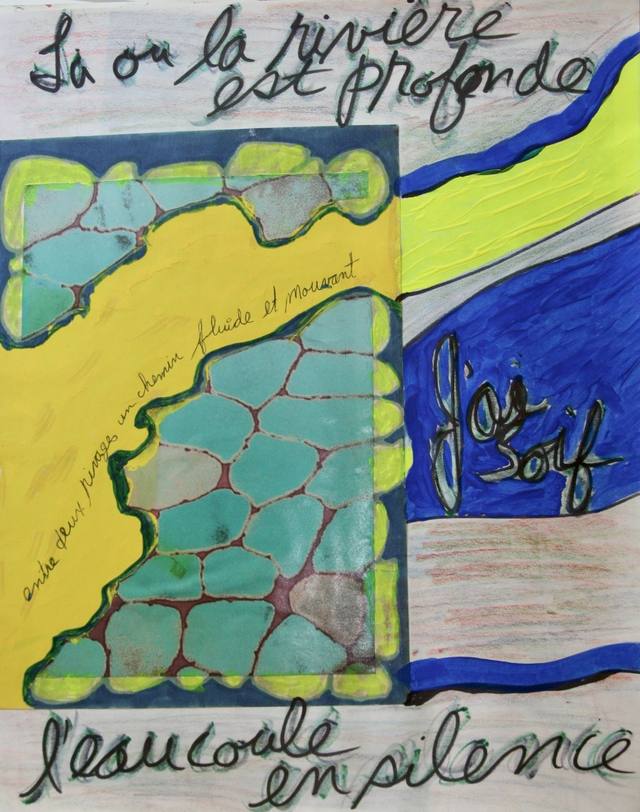 La ou la rivière
est profonde
entre deux rivages un chemin fluide et mouvant
J'ai
soif
l'eau coule
en silence